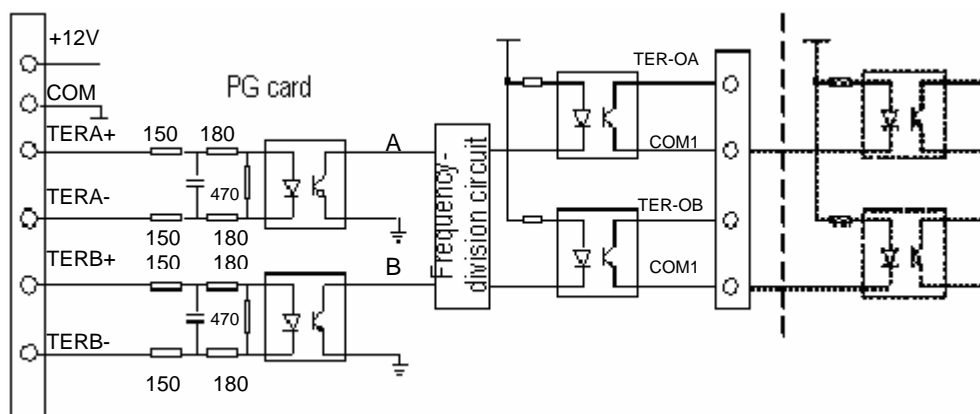 +12V
COM
PG card
TERA+
150 180
A
470
TERA-
150 180
TERB+
150 180
B
470
TERB-
150 180
Frequency-
division circuit
TER-OA
COM1
TER-OB
COM1